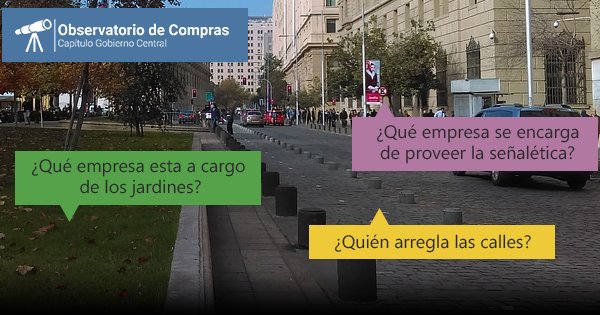 Observatorio de Compras
Capítulo Gobierno Central
¿Qué empresa se encarga
de proveer la señalética?
¿Qué empresa esta a cargo
de los jardines?
¿Quién arregla las calles?